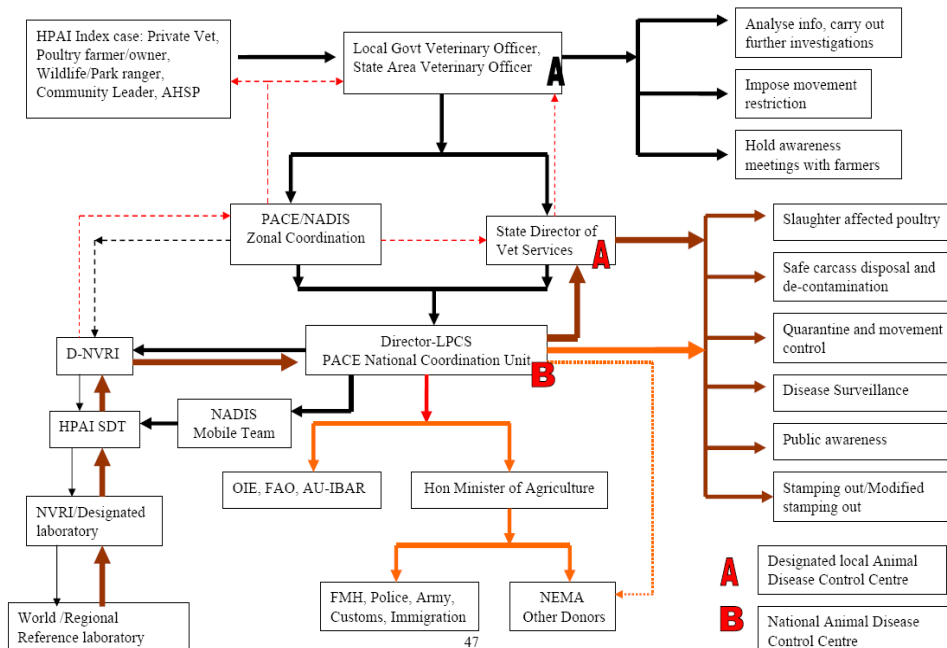 HPAI Index case: Private Vet,
Poultry farmer/owner,
Wildlife/Park ranger,
Community Leader, AHSP
Local Govt Veterinary Officer,
State Area Veterinary Officer
A
Analyse info, carry out
further investigations
Impose movement
restriction
Hold awareness
meetings with farmers
PACE/NADIS
Zonal Coordination
State Director of
Vet Services
A
Slaughter affected poultry
Safe carcass disposal and
de-contamination
Quarantine and movement
control
Disease Surveillance
Public awareness
Stamping out/Modified
stamping out
D-NVRI
Director-LPCS
PACE National Coordination Unit
B
HPAI SDT
NADIS
Mobile Team
NVRI/Designated
laboratory
OIE, FAO, AU-IBAR
Hon Minister of Agriculture
World /Regional
Reference laboratory
FMH, Police, Army,
Customs, Immigration
NEMA
Other Donors
A
Designated local Animal
Disease Control Centre
B
National Animal Disease
Control Centre
47